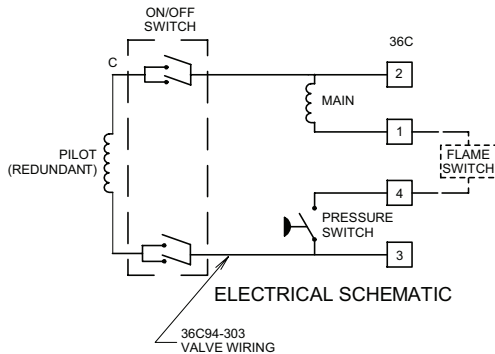 ON/OFF
SWITCH
36C
C
2
MAIN
1
PILOT
(REDUNDANT)
FLAME
SWITCH
4
PRESSURE
SWITCH
3
ELECTRICAL SCHEMATIC
36C94-303
VALVE WIRING